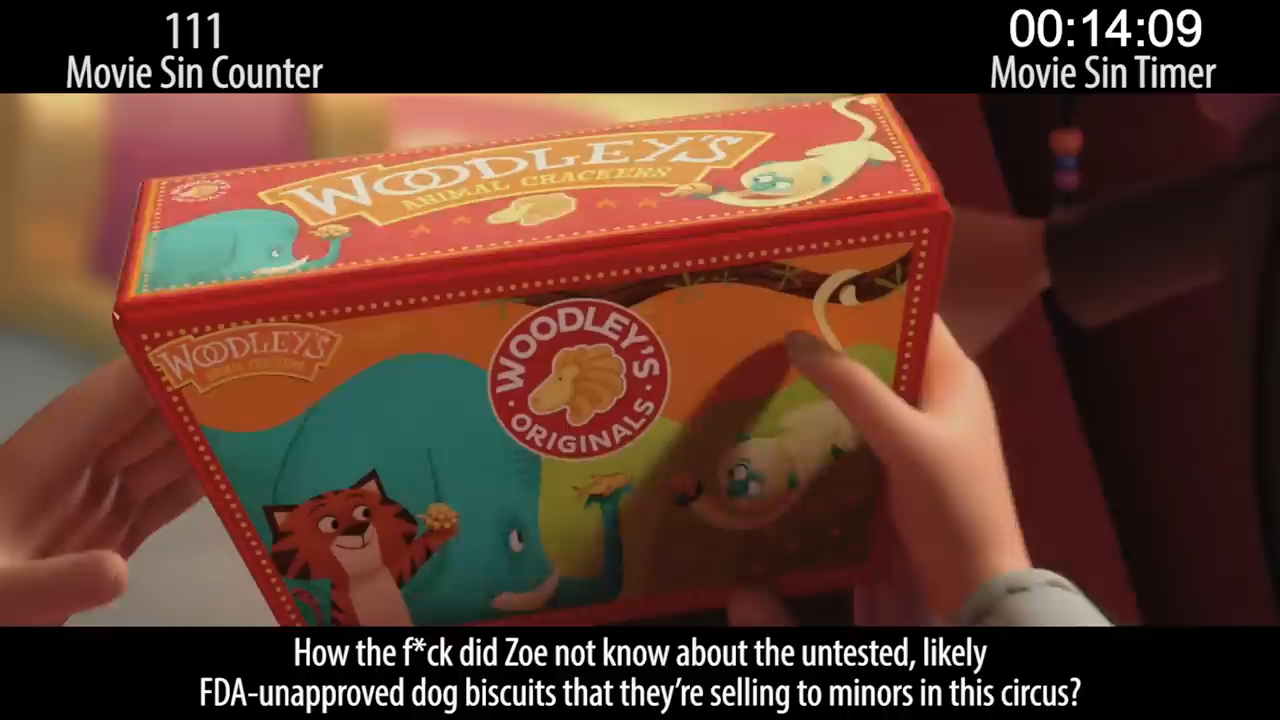 111
Movie Sin Counter
00:14:09
Movie Sin Timer
WOODLEY'S
ANIMAL CRACKERS
WOODLEY'S
WOODLEY'S
ORIGINALS
How the f*ck did Zoe not know about the untested, likely
FDA-unapproved dog biscuits that they're selling to minors in this circus?